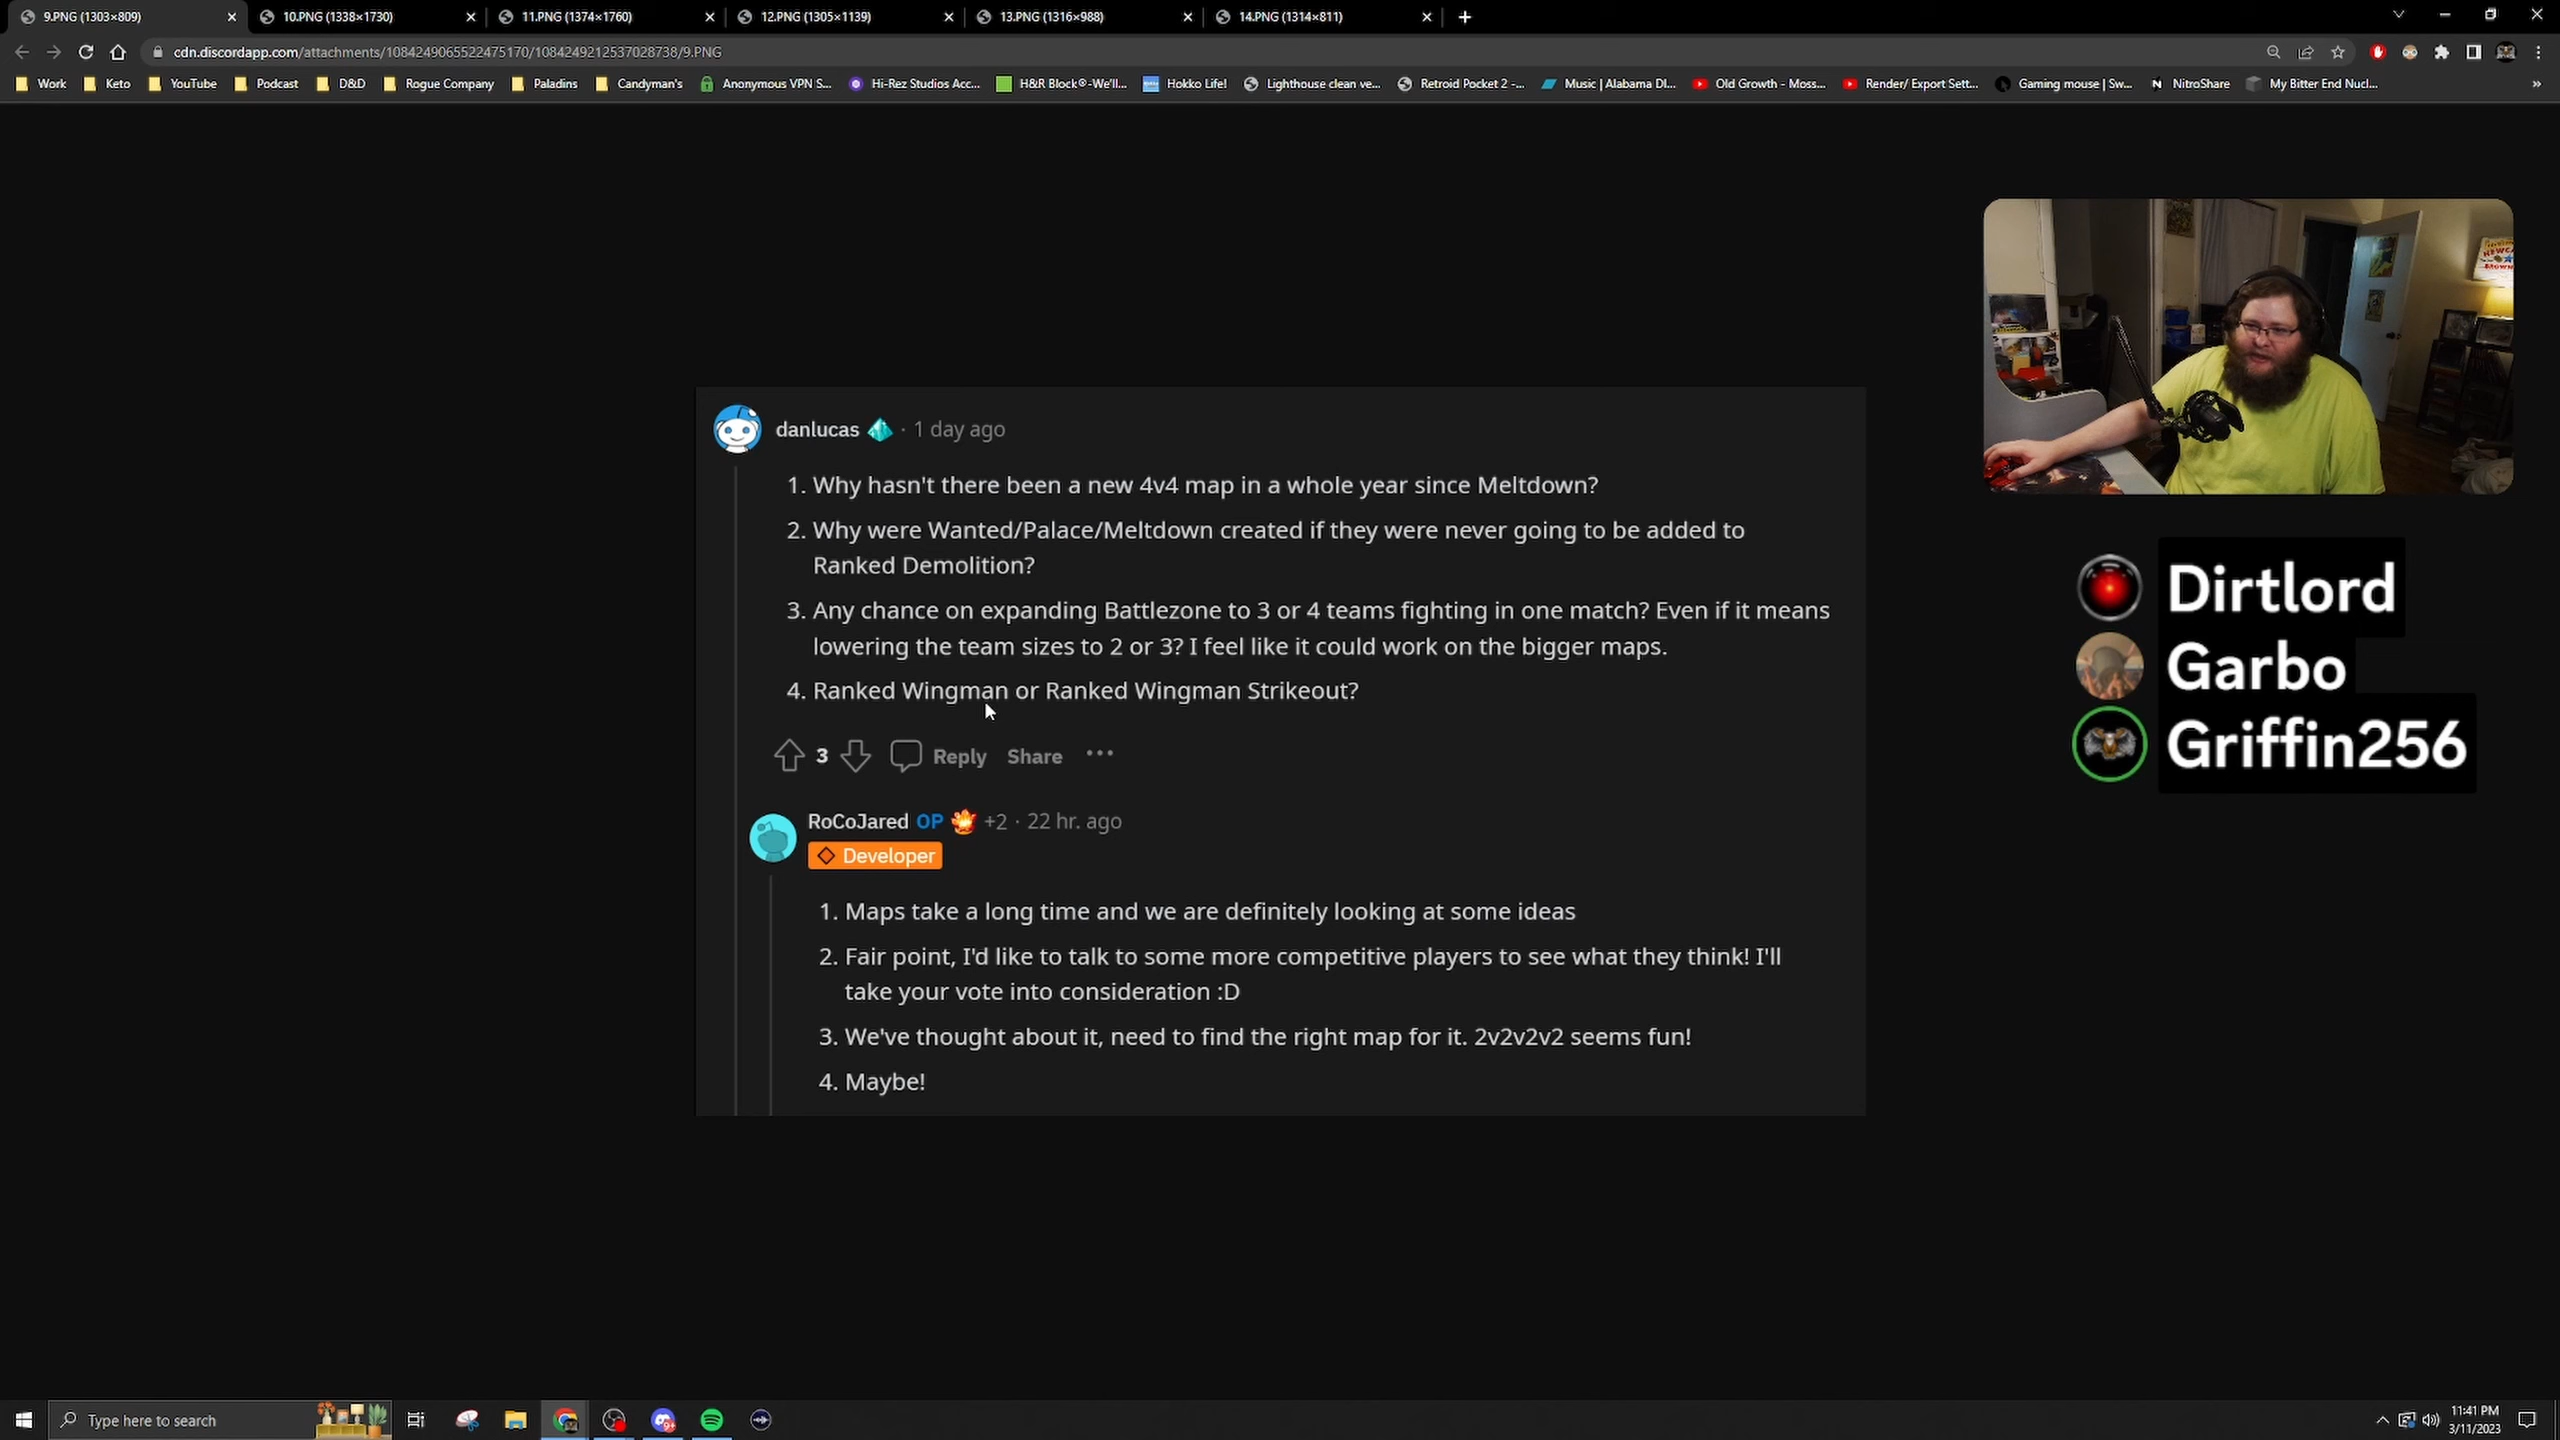 9.PNG (1303×809)
10.PNG (1338×1730)
11.PNG (1374×1760)
12.PNG (1305×1139)
13.PNG (1316×988)
14.PNG (1314×811)
cdn.discordapp.com/attachments/1084249065522475170/1084249212537028738/9.PNG
Work Keto YouTube Podcast D&D Rogue Company Paladins Candyman's Anonymous VPN S... Hi-Rez Studios Acc... H&R Block®-We'll... Hokko Life! Lighthouse clean ve... Retroid Pocket 2 -... Music | Alabama DI... Old Growth - Moss... Render/ Export Sett... Gaming mouse | Sw... NitroShare My Bitter End Nucl... »
danlucas · 1 day ago
1. Why hasn't there been a new 4v4 map in a whole year since Meltdown?
2. Why were Wanted/Palace/Meltdown created if they were never going to be added to
Ranked Demolition?
3. Any chance on expanding Battlezone to 3 or 4 teams fighting in one match? Even if it means
lowering the team sizes to 2 or 3? I feel like it could work on the bigger maps.
4. Ranked Wingman or Ranked Wingman Strikeout?
3 Reply Share ···
RoCoJared OP +2 · 22 hr. ago
Developer
1. Maps take a long time and we are definitely looking at some ideas
2. Fair point, I'd like to talk to some more competitive players to see what they think! I'll
take your vote into consideration :D
3. We've thought about it, need to find the right map for it. 2v2v2v2 seems fun!
4. Maybe!
Dirtlord
Garbo
Griffin256
Type here to search
11:41 PM
3/11/2023